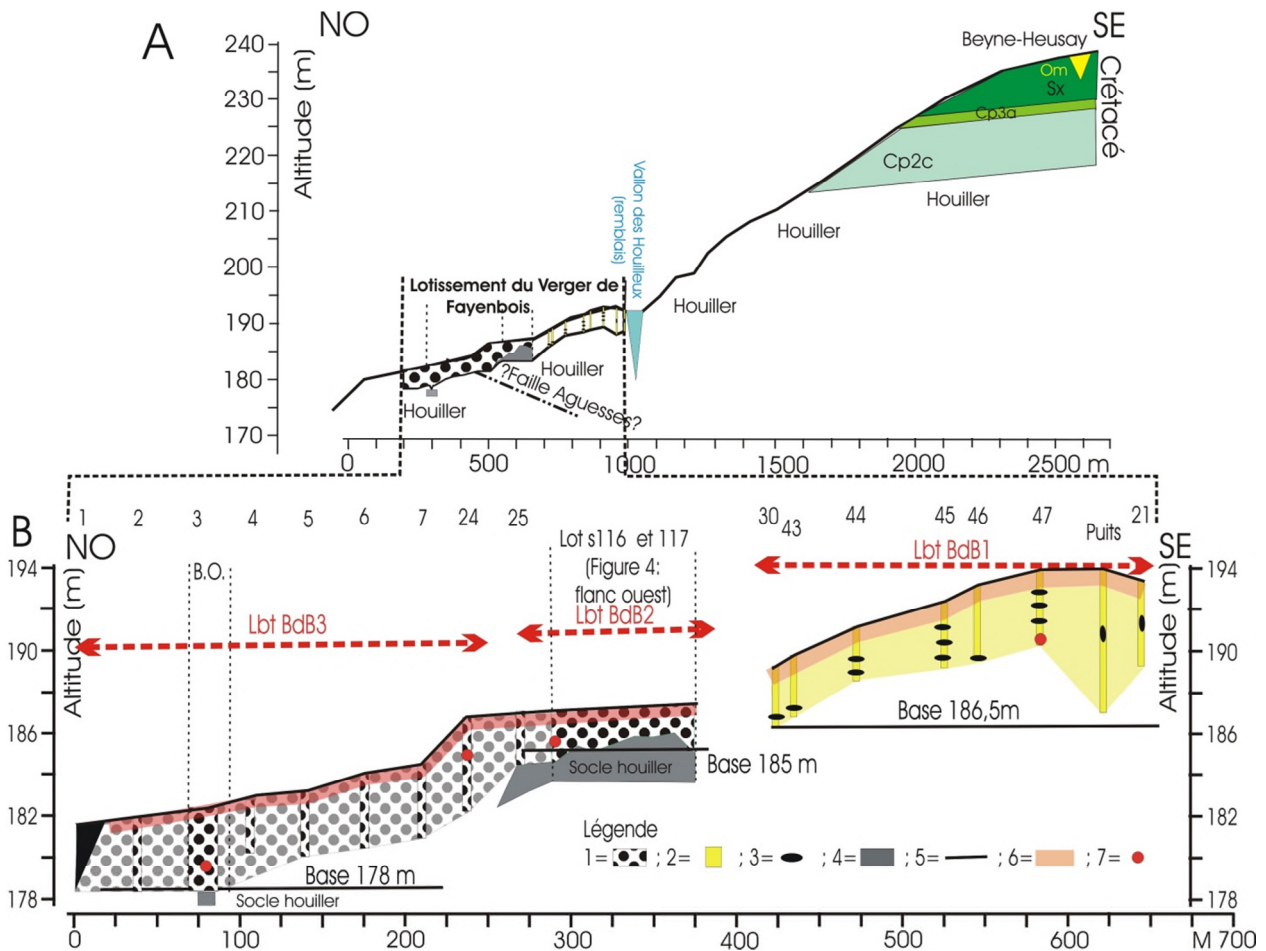 A
NO
SE
Altitude (m)
240
230
220
210
200
190
180
170
Beyne-Heusay
Om
Sx
Cp3a
Cp2c
Crétacé
Houiller
Houiller
Houiller
Vallon des Houilleux
(remblais)
Lotissement du Verger de
Fayenbois
Houiller
?Faille Aguesses?
Houiller
0
500
1000
1500
2000
2500 m
B
NO
SE
1
2
3
4
5
6
7
24
25
30
43
44
45
46
47
Puits
21
B.O.
Lot s116 et 117
(Figure 4:
flanc ouest)
Lbt BdB3
Lbt BdB2
Lbt BdB1
Altitude (m)
194
190
186
182
178
Altitude (m)
194
190
186
182
178
Base 186,5m
Base 185 m
Socle houiller
Base 178 m
Socle houiller
Légende
1= ; 2= ; 3= ; 4= ; 5= ; 6= ; 7=
0
100
200
300
400
500
600
M 700